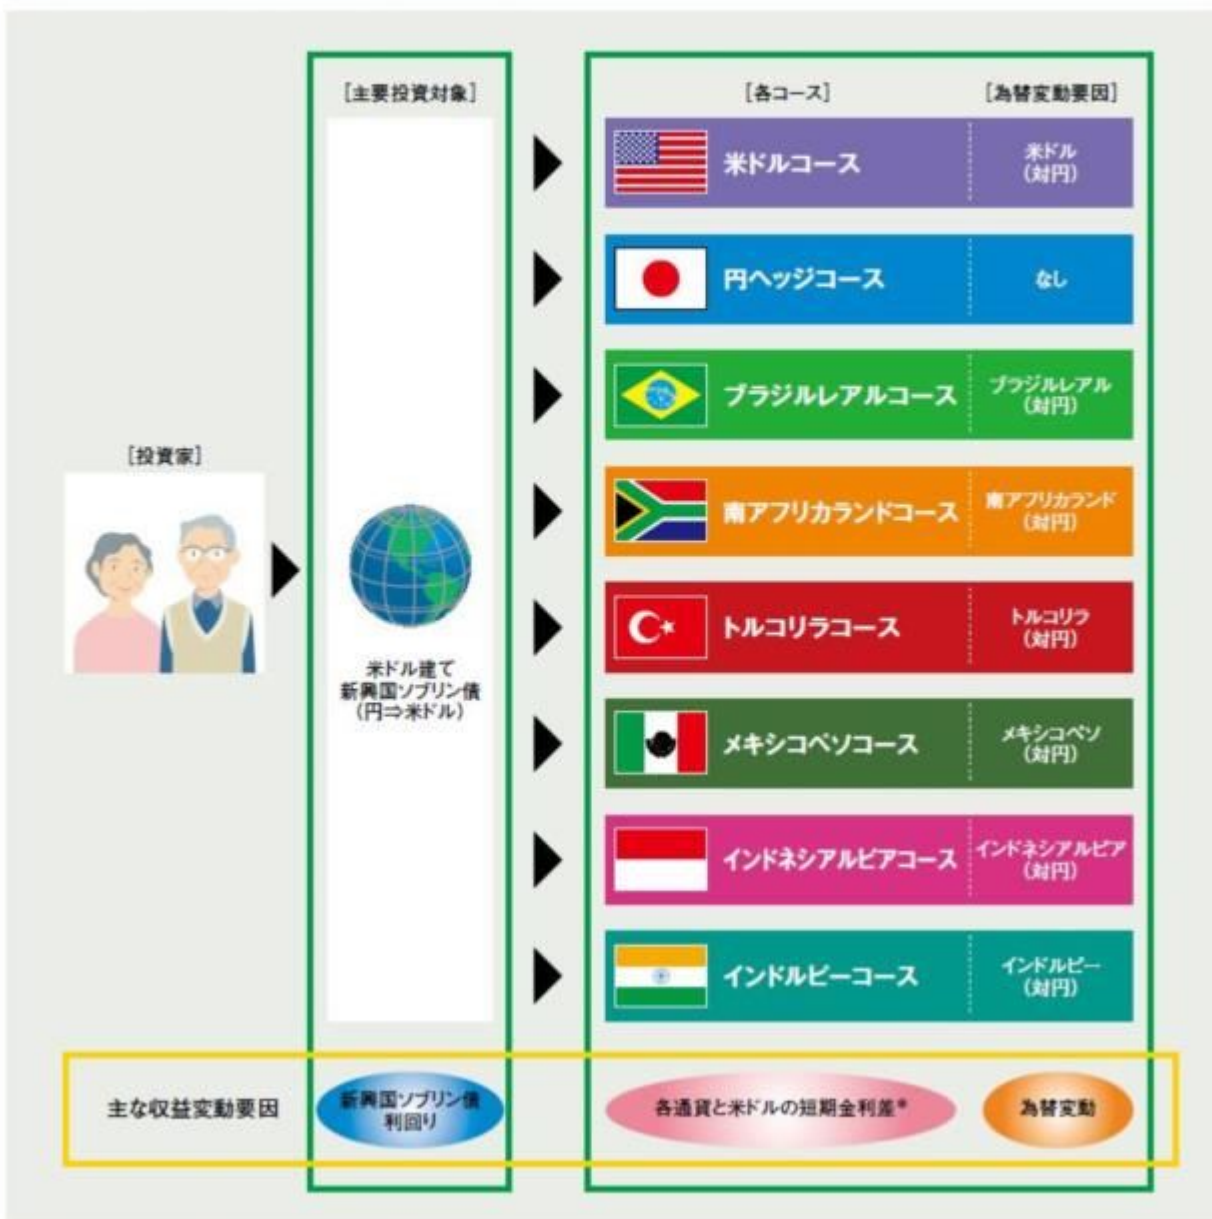 [主要投資対象]
[各コース]
[為替変動要因]
米ドルコース
米ドル
(対円)
円ヘッジコース
なし
ブラジルレアルコース
ブラジルレアル
(対円)
[投資家]
南アフリカランドコース
南アフリカランド
(対円)
米ドル建て
新興国ソブリン債
(円⇒米ドル)
トルコリラコース
トルコリラ
(対円)
メキシコペソコース
メキシコペソ
(対円)
インドネシアルピアコース
インドネシアルピア
(対円)
インドルピーコース
インドルピー
(対円)
主な収益変動要因
新興国ソブリン債
利回り
各通貨と米ドルの短期金利差*
為替変動